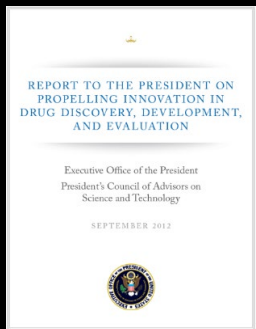 REPORT TO THE PRESIDENT ON
PROPELLING INNOVATION IN
DRUG DISCOVERY, DEVELOPMENT,
AND EVALUATION
Executive Office of the President
President's Council of Advisors on
Science and Technology
SEPTEMBER 2012